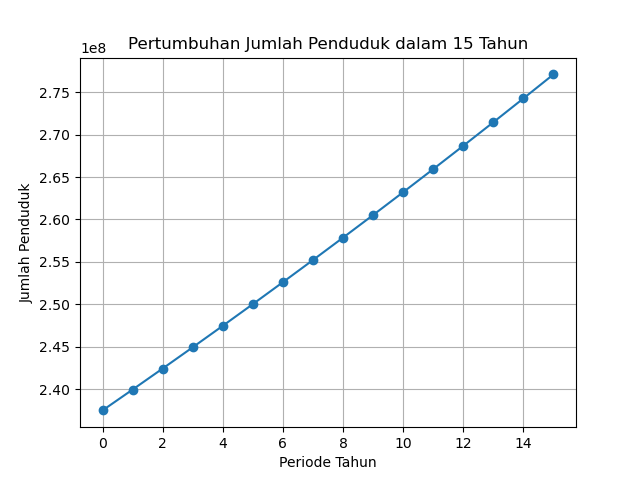 Pertumbuhan Jumlah Penduduk dalam 15 Tahun
1e8
2.75
2.70
2.65
2.60
2.55
2.50
2.45
2.40
Jumlah Penduduk
0 2 4 6 8 10 12 14
Periode Tahun